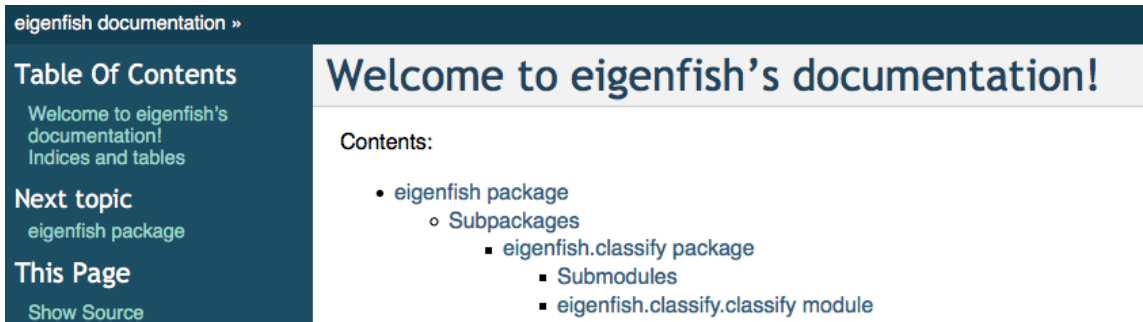 eigenfish documentation »
Table Of Contents
Welcome to eigenfish's
documentation!
Indices and tables
Next topic
eigenfish package
This Page
Show Source
Welcome to eigenfish's documentation!
Contents:
• eigenfish package
◦ Subpackages
▪ eigenfish.classify package
▪ Submodules
▪ eigenfish.classify.classify module